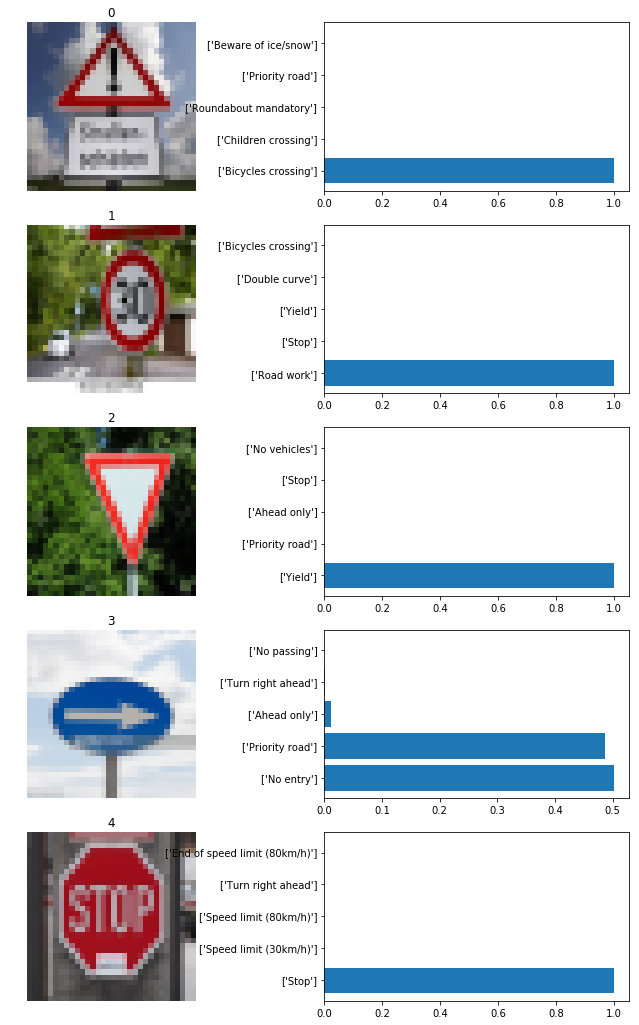 0
['Beware of ice/snow']
['Priority road']
['Roundabout mandatory']
['Children crossing']
['Bicycles crossing']
0.0 0.2 0.4 0.6 0.8 1.0
1
30
['Bicycles crossing']
['Double curve']
['Yield']
['Stop']
['Road work']
0.0 0.2 0.4 0.6 0.8 1.0
2
['No vehicles']
['Stop']
['Ahead only']
['Priority road']
['Yield']
0.0 0.2 0.4 0.6 0.8 1.0
3
['No passing']
['Turn right ahead']
['Ahead only']
['Priority road']
['No entry']
0.0 0.1 0.2 0.3 0.4 0.5
4
STOP
['End of speed limit (80km/h)']
['Turn right ahead']
['Speed limit (80km/h)']
['Speed limit (30km/h)']
['Stop']
0.0 0.2 0.4 0.6 0.8 1.0